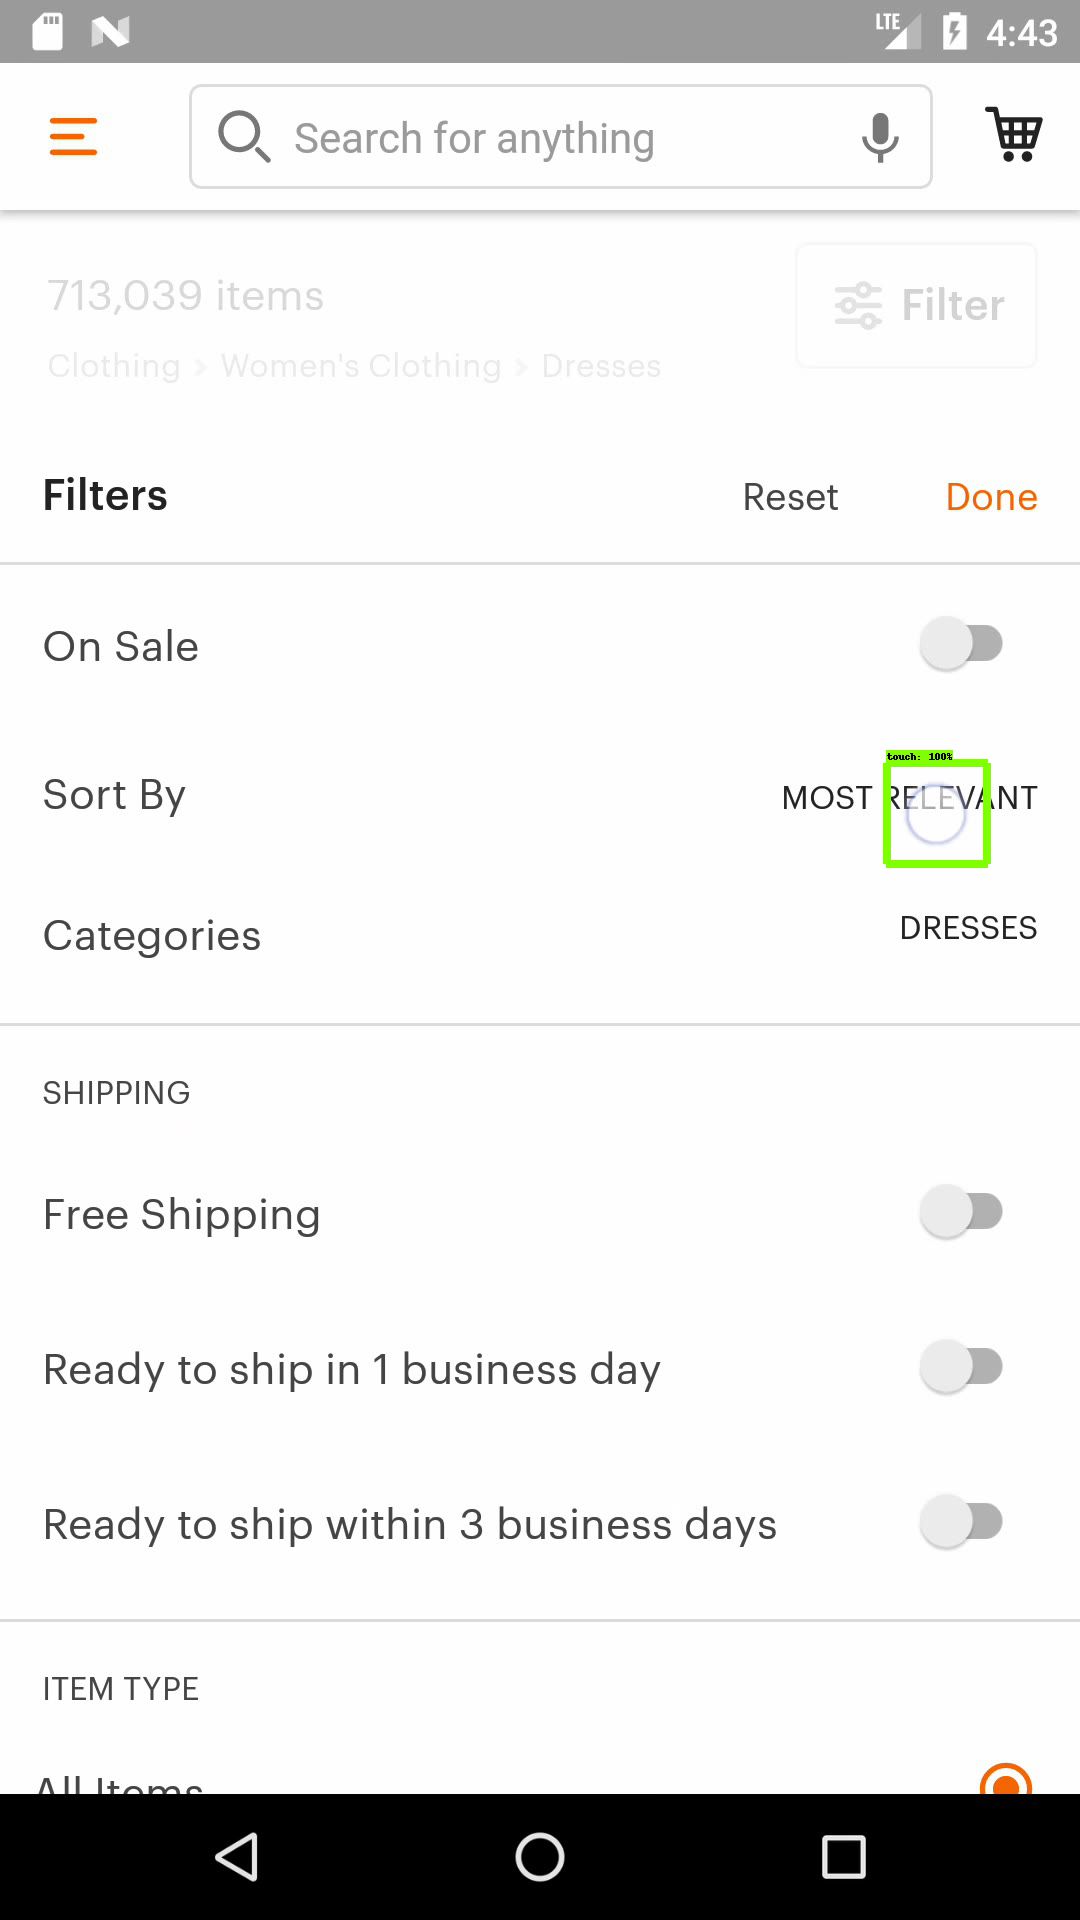 LTE 4:43
Search for anything
713,039 items
Filter
Clothing > Women's Clothing > Dresses
Filters Reset Done
On Sale
touch: 100%
Sort By MOST RELEVANT
Categories DRESSES
SHIPPING
Free Shipping
Ready to ship in 1 business day
Ready to ship within 3 business days
ITEM TYPE
All Items